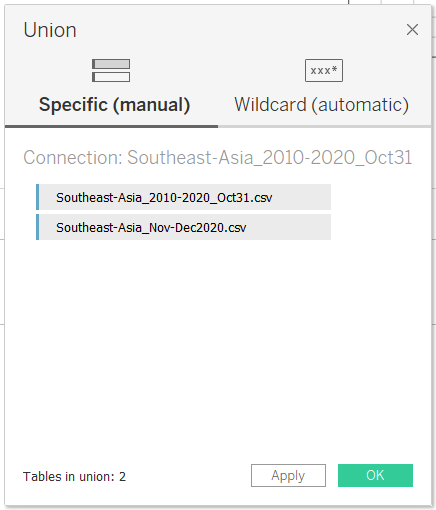 Union
xxx*
Specific (manual)
Wildcard (automatic)
Connection: Southeast-Asia_2010-2020_Oct31
Southeast-Asia_2010-2020_Oct31.csv
Southeast-Asia_Nov-Dec2020.csv
Tables in union: 2
Apply
OK